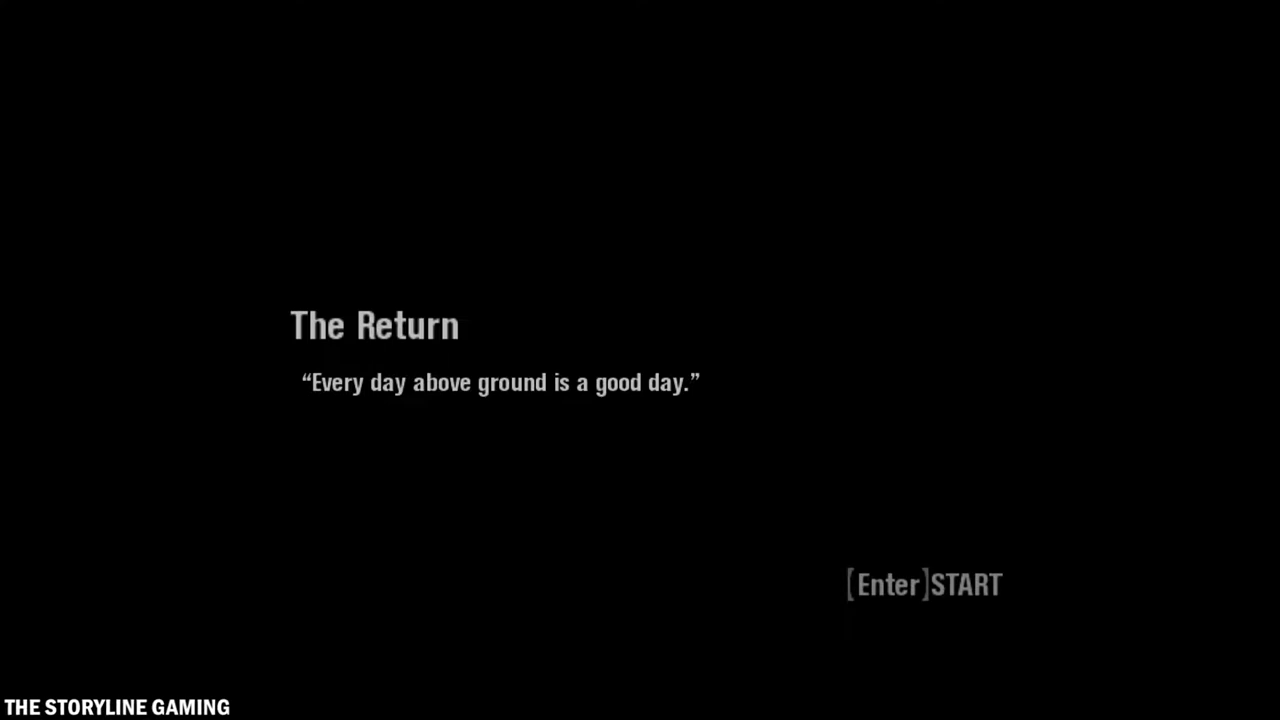 The Return
“Every day above ground is a good day.”
[Enter]START
THE STORYLINE GAMING